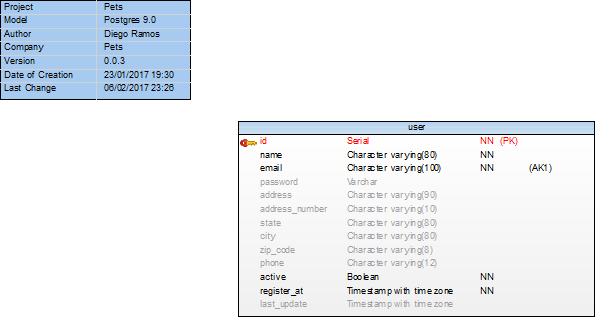 Project Pets
Model Postgres 9.0
Author Diego Ramos
Company Pets
Version 0.0.3
Date of Creation 23/01/2017 19:30
Last Change 06/02/2017 23:26
user
id Serial NN (PK)
name Character varying(80) NN
email Character varying(100) NN (AK1)
password Varchar
address Character varying(90)
address_number Character varying(10)
state Character varying(80)
city Character varying(80)
zip_code Character varying(8)
phone Character varying(12)
active Boolean NN
register_at Timestamp with time zone NN
last_update Timestamp with time zone